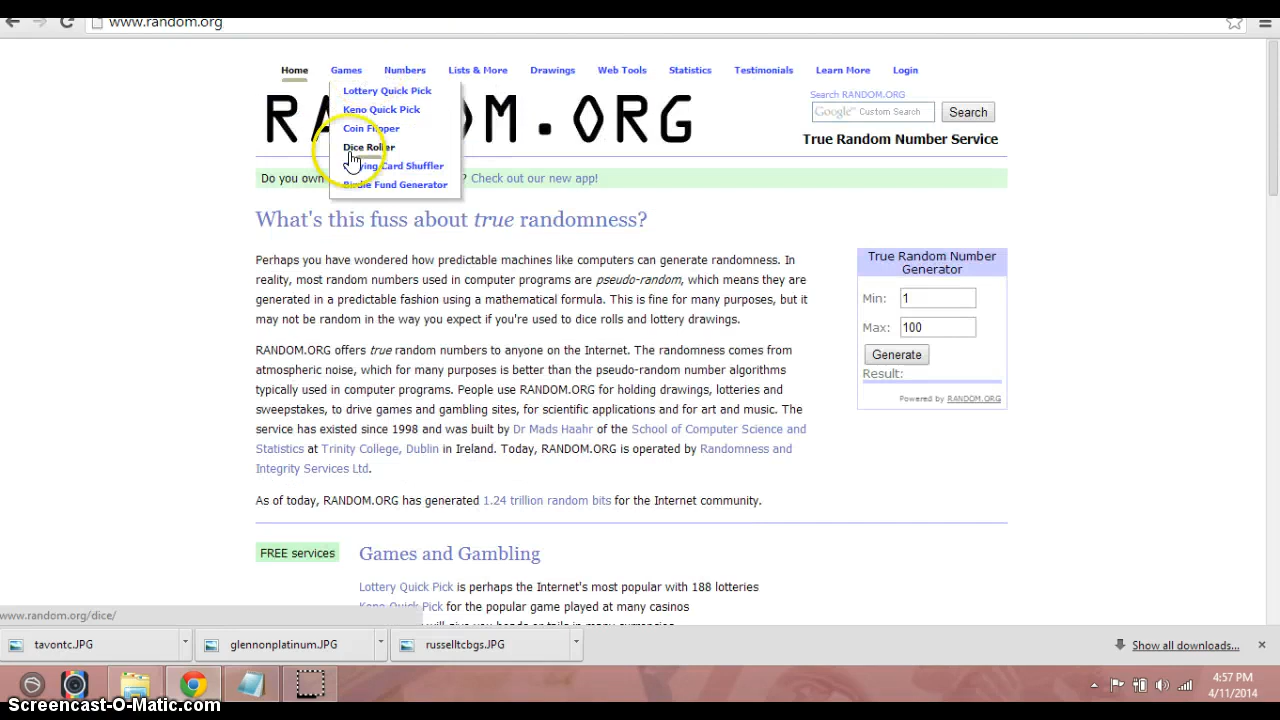 www.random.org
Home Games Numbers Lists & More Drawings Web Tools Statistics Testimonials Learn More Login
Lottery Quick Pick
Keno Quick Pick
Coin Flipper
Dice Roller
Card Shuffler
Birdie Fund Generator
Search RANDOM.ORG
Google™ Custom Search
Search
RANDOM.ORG
True Random Number Service
Do you own ? Check out our new app!
What's this fuss about true randomness?
Perhaps you have wondered how predictable machines like computers can generate randomness. In
reality, most random numbers used in computer programs are pseudo-random, which means they are
generated in a predictable fashion using a mathematical formula. This is fine for many purposes, but it
may not be random in the way you expect if you're used to dice rolls and lottery drawings.
RANDOM.ORG offers true random numbers to anyone on the Internet. The randomness comes from
atmospheric noise, which for many purposes is better than the pseudo-random number algorithms
typically used in computer programs. People use RANDOM.ORG for holding drawings, lotteries and
sweepstakes, to drive games and gambling sites, for scientific applications and for art and music. The
service has existed since 1998 and was built by Dr Mads Haahr of the School of Computer Science and
Statistics at Trinity College, Dublin in Ireland. Today, RANDOM.ORG is operated by Randomness and
Integrity Services Ltd.
As of today, RANDOM.ORG has generated 1.24 trillion random bits for the Internet community.
True Random Number
Generator
Min: 1
Max: 100
Generate
Result:
Powered by RANDOM.ORG
FREE services
Games and Gambling
Lottery Quick Pick is perhaps the Internet's most popular with 188 lotteries
Keno Quick Pick for the popular game played at many casinos
will give you heads or tails in many currencies
www.random.org/dice/
tavontc.JPG
glennonplatinum.JPG
russelltcbgs.JPG
Show all downloads...
4:57 PM
4/11/2014
Screencast-O-Matic.com